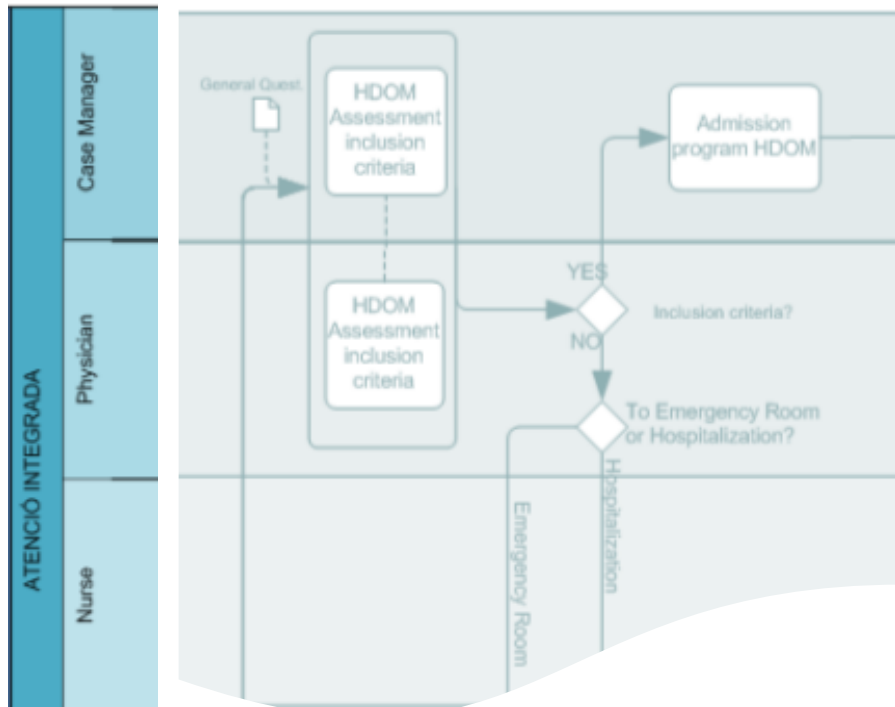 ATENCIÓ INTEGRADA
Case Manager
Physician
Nurse
General Quest.
HDOM
Assessment
inclusion
criteria
Admission
program HDOM
HDOM
Assessment
inclusion
criteria
YES
Inclusion criteria?
NO
To Emergency Room
or Hospitalization?
Emergency Room
Hospitalization